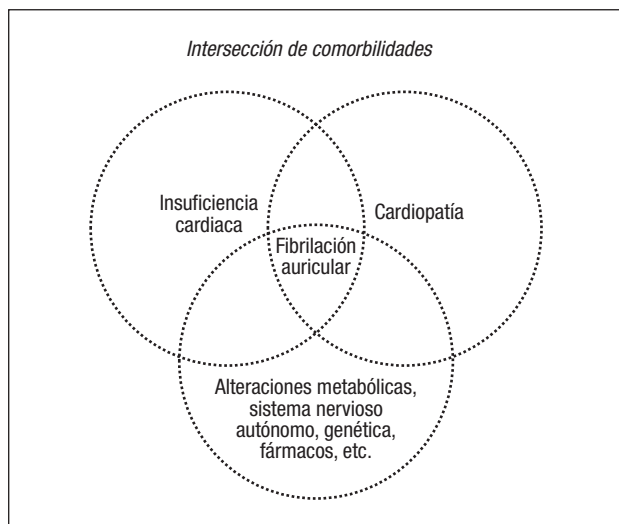 Intersección de comorbilidades
Insuficiencia
cardiaca
Cardiopatía
Fibrilación
auricular
Alteraciones metabólicas,
sistema nervioso
autónomo, genética,
fármacos, etc.